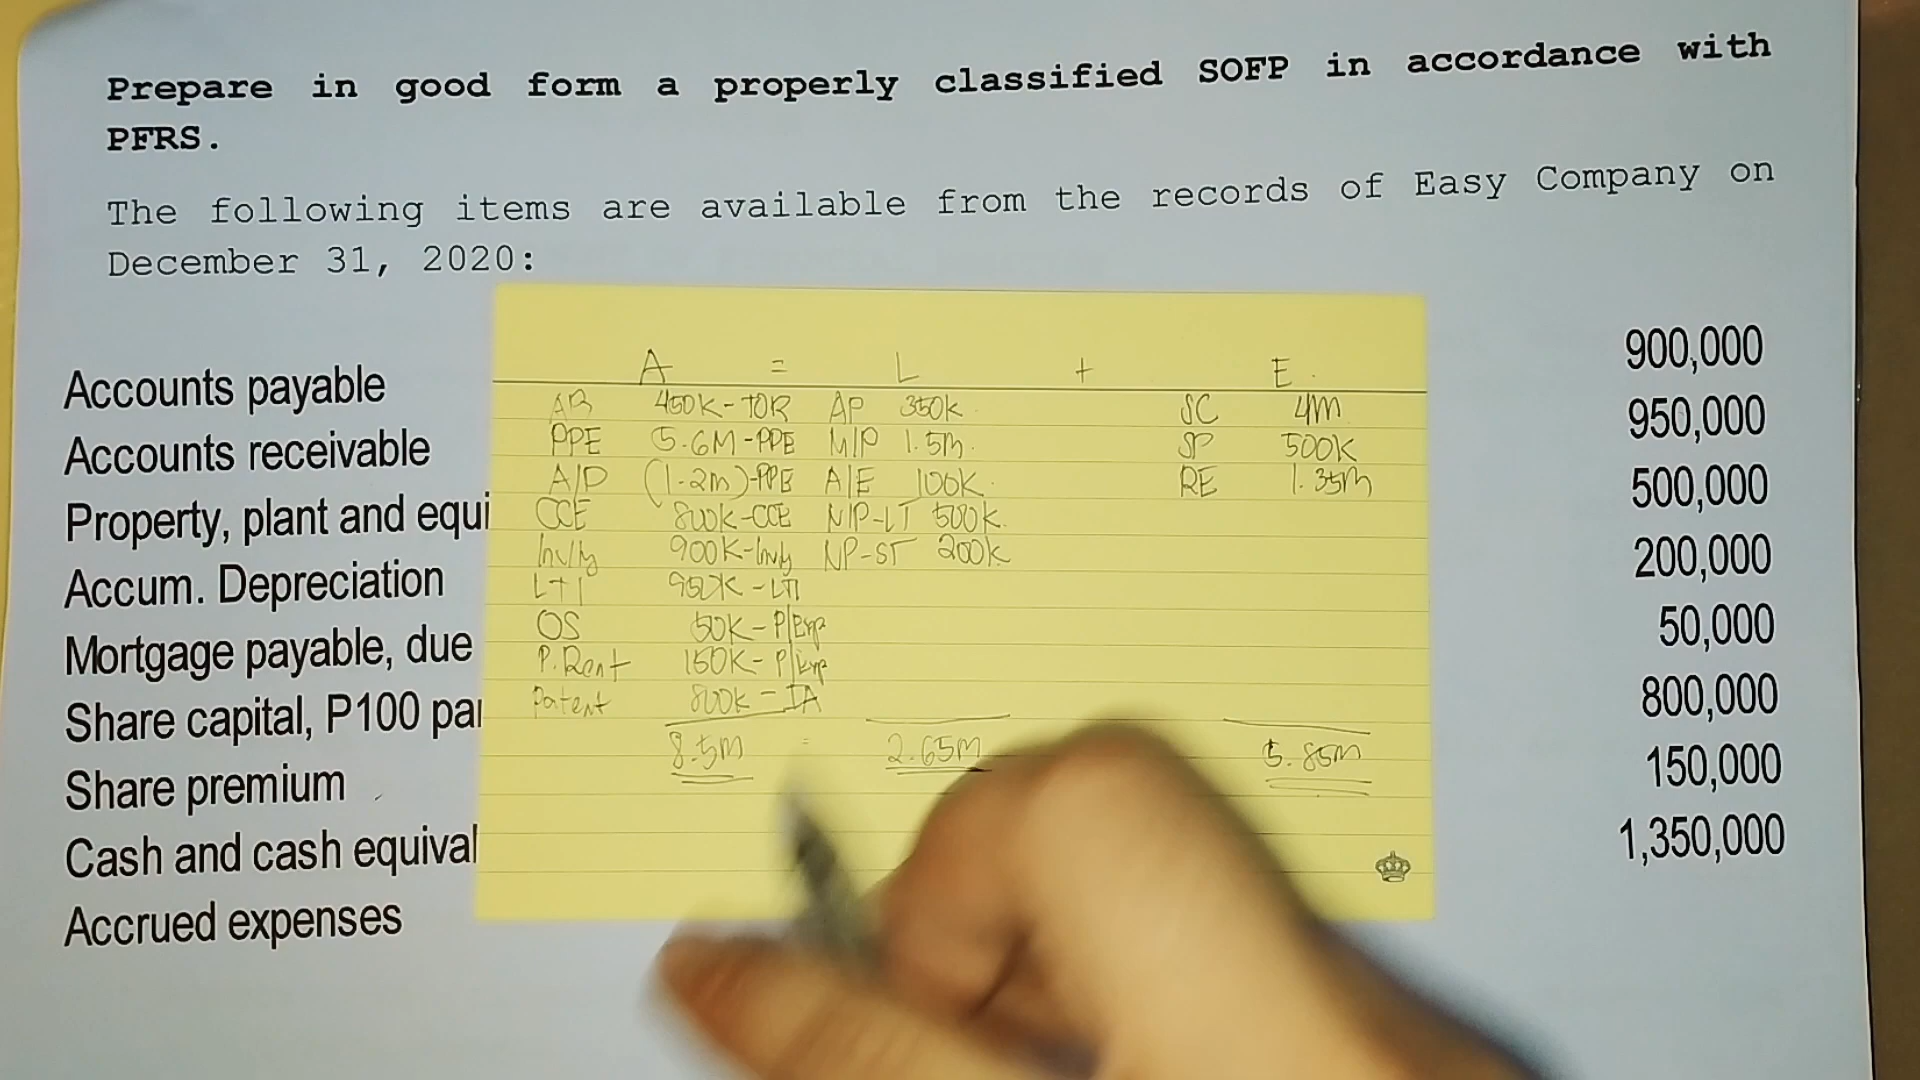 Prepare in good form a properly classified SOFP in accordance with
PFRS.
The following items are available from the records of Easy Company on
December 31, 2020:
Accounts payable
Accounts receivable
Property, plant and equi
Accum. Depreciation
Mortgage payable, due
Share capital, P100 par
Share premium
Cash and cash equival
Accrued expenses
A = L + E
AR 450K-TOR AP 350K SC 4M
PPE 5.6M-PPE M/P 1.5M SP 500K
A/D (1.2M)-PPE A/E 100K RE 1.35M
CCE 800K-CCE N/P-LT 500K
Inv/ty 900K-Invty NP-ST 200K
LTI 950K-LTI
OS 50K-P/Exp
P.Rent 150K-P/Exp
Patent 800K-IA
8.5M = 2.65M 5.85M
900,000
950,000
500,000
200,000
50,000
800,000
150,000
1,350,000